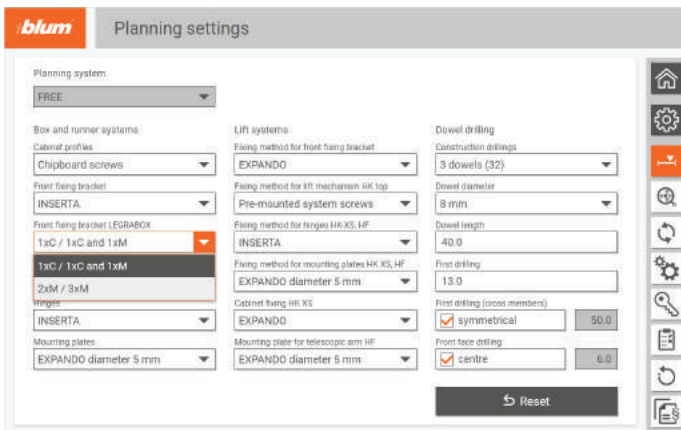 blum
Planning settings
Planning system
FREE
Box and runner systems
Cabinet profiles
Chipboard screws
Front fixing bracket
INSERTA
Front fixing bracket LEGRABOX
1xC / 1xC and 1xM
1xC / 1xC and 1xM
2xM / 3xM
Hinges
INSERTA
Mounting plates
EXPANDO diameter 5 mm
Lift systems
Fixing method for front fixing bracket
EXPANDO
Fixing method for lift mechanism HK top
Pre-mounted system screws
Fixing method for hinges HK-XS, HF
INSERTA
Fixing method for mounting plates HK XS, HF
EXPANDO diameter 5 mm
Cabinet fixing HK XS
EXPANDO
Mounting plate for telescopic arm HF
EXPANDO diameter 5 mm
Dowel drilling
Construction drillings
3 dowels (32)
Dowel diameter
8 mm
Dowel length
40.0
First drilling
13.0
First drilling (cross members)
symmetrical
50.0
Front face drilling
centre
6.0
Reset